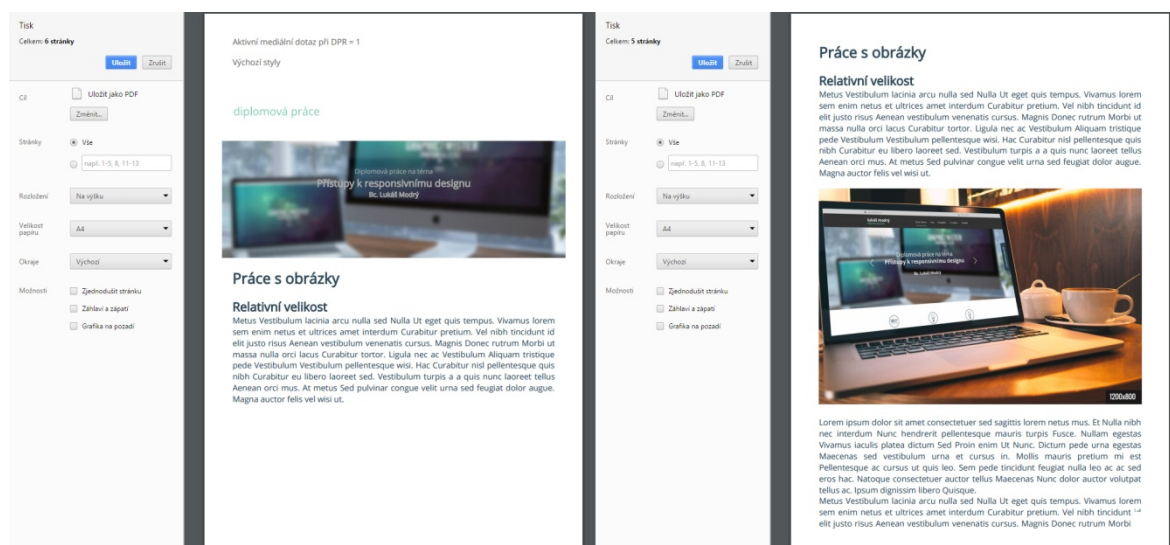 Tisk
Celkem: 6 stránky
Uložit
Zrušit
Cíl
Uložit jako PDF
Změnit...
Stránky
Vše
např. 1-5, 8, 11-13
Rozložení
Na výšku
Velikost
papíru
A4
Okraje
Výchozí
Možnosti
Zjednodušit stránku
Záhlaví a zápatí
Grafika na pozadí
Aktivní mediální dotaz při DPR = 1
Výchozí styly
diplomová práce
Diplomová práce na téma
Přístupy k responsivnímu designu
Bc. Lukáš Modrý
Práce s obrázky
Relativní velikost
Metus Vestibulum lacinia arcu nulla sed Nulla Ut eget quis tempus. Vivamus lorem
sem enim netus et ultrices amet interdum Curabitur pretium. Vel nibh tincidunt id
elit justo risus Aenean vestibulum venenatis cursus. Magnis Donec rutrum Morbi ut
massa nulla orci lacus Curabitur tortor. Ligula nec ac Vestibulum Aliquam tristique
pede Vestibulum Vestibulum pellentesque wisi. Hac Curabitur nisl pellentesque quis
nibh Curabitur eu libero laoreet sed. Vestibulum turpis a a quis nunc laoreet tellus
Aenean orci mus. At metus Sed pulvinar congue velit urna sed feugiat dolor augue.
Magna auctor felis vel wisi ut.
Tisk
Celkem: 5 stránky
Uložit
Zrušit
Cíl
Uložit jako PDF
Změnit...
Stránky
Vše
např. 1-5, 8, 11-13
Rozložení
Na výšku
Velikost
papíru
A4
Okraje
Výchozí
Možnosti
Zjednodušit stránku
Záhlaví a zápatí
Grafika na pozadí
Práce s obrázky
Relativní velikost
Metus Vestibulum lacinia arcu nulla sed Nulla Ut eget quis tempus. Vivamus lorem
sem enim netus et ultrices amet interdum Curabitur pretium. Vel nibh tincidunt id
elit justo risus Aenean vestibulum venenatis cursus. Magnis Donec rutrum Morbi ut
massa nulla orci lacus Curabitur tortor. Ligula nec ac Vestibulum Aliquam tristique
pede Vestibulum Vestibulum pellentesque wisi. Hac Curabitur nisl pellentesque quis
nibh Curabitur eu libero laoreet sed. Vestibulum turpis a a quis nunc laoreet tellus
Aenean orci mus. At metus Sed pulvinar congue velit urna sed feugiat dolor augue.
Magna auctor felis vel wisi ut.
lukáš modrý
Diplomová práce na téma
Přístupy k responsivnímu designu
Bc. Lukáš Modrý
1200x800
Lorem ipsum dolor sit amet consectetuer sed sagittis lorem netus mus. Et Nulla nibh
nec interdum Nunc hendrerit pellentesque mauris turpis Fusce. Nullam egestas
Vivamus iaculis platea dictum Sed Proin enim Ut Nunc. Dictum pede urna egestas
Maecenas sed vestibulum urna et cursus in. Mollis mauris pretium mi est
Pellentesque ac cursus ut quis leo. Sem pede tincidunt feugiat nulla leo ac ac sed
eros hac. Natoque consectetuer auctor tellus Maecenas Nunc dolor auctor volutpat
tellus ac. Ipsum dignissim libero Quisque.
Metus Vestibulum lacinia arcu nulla sed Nulla Ut eget quis tempus. Vivamus lorem
sem enim netus et ultrices amet interdum Curabitur pretium. Vel nibh tincidunt
elit justo risus Aenean vestibulum venenatis cursus. Magnis Donec rutrum Morbi